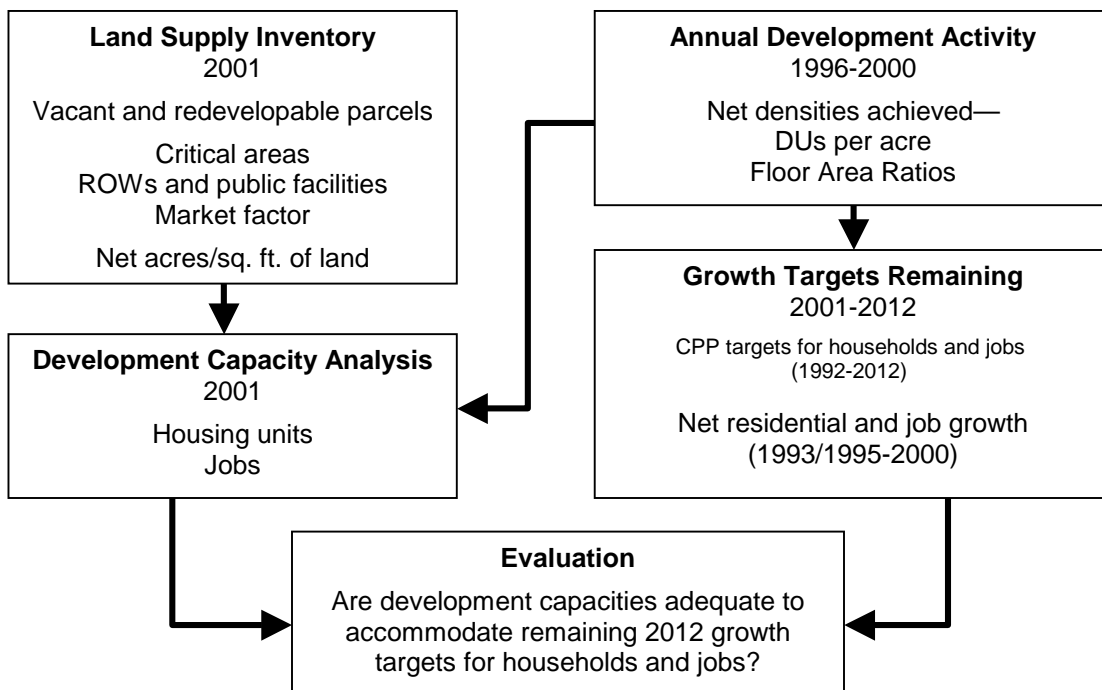 Land Supply Inventory
2001
Vacant and redevelopable parcels
Critical areas
ROWs and public facilities
Market factor
Net acres/sq. ft. of land
Annual Development Activity
1996-2000
Net densities achieved—
DUs per acre
Floor Area Ratios
Development Capacity Analysis
2001
Housing units
Jobs
Growth Targets Remaining
2001-2012
CPP targets for households and jobs
(1992-2012)
Net residential and job growth
(1993/1995-2000)
Evaluation
Are development capacities adequate to
accommodate remaining 2012 growth
targets for households and jobs?